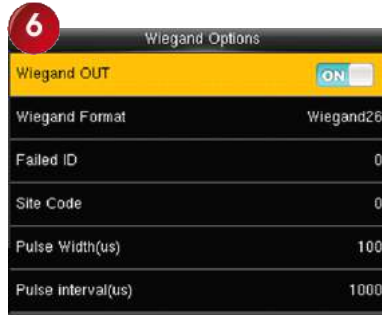 6
Wiegand Options
Wiegand OUT ON
Wiegand Format Wiegand26
Failed ID 0
Site Code 0
Pulse Width(us) 100
Pulse interval(us) 1000